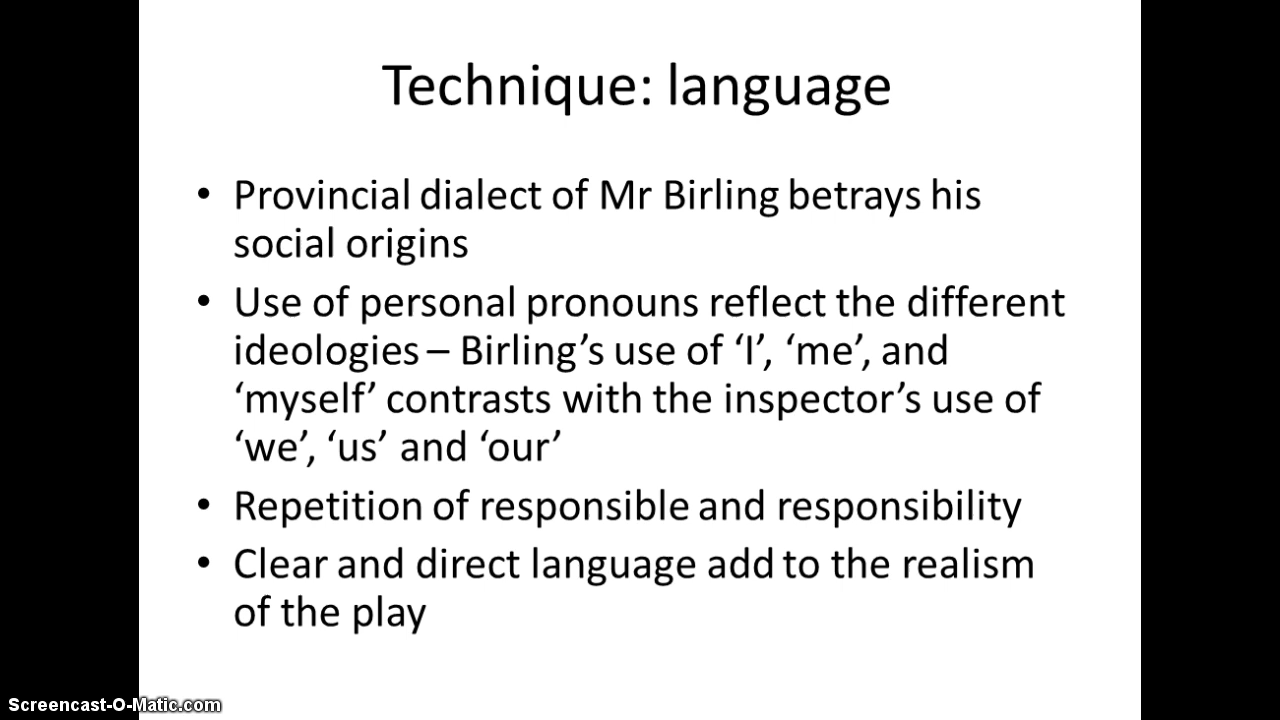 Technique: language
• Provincial dialect of Mr Birling betrays his
social origins
• Use of personal pronouns reflect the different
ideologies – Birling’s use of ‘I’, ‘me’, and
‘myself’ contrasts with the inspector’s use of
‘we’, ‘us’ and ‘our’
• Repetition of responsible and responsibility
• Clear and direct language add to the realism
of the play
Screencast-O-Matic.com